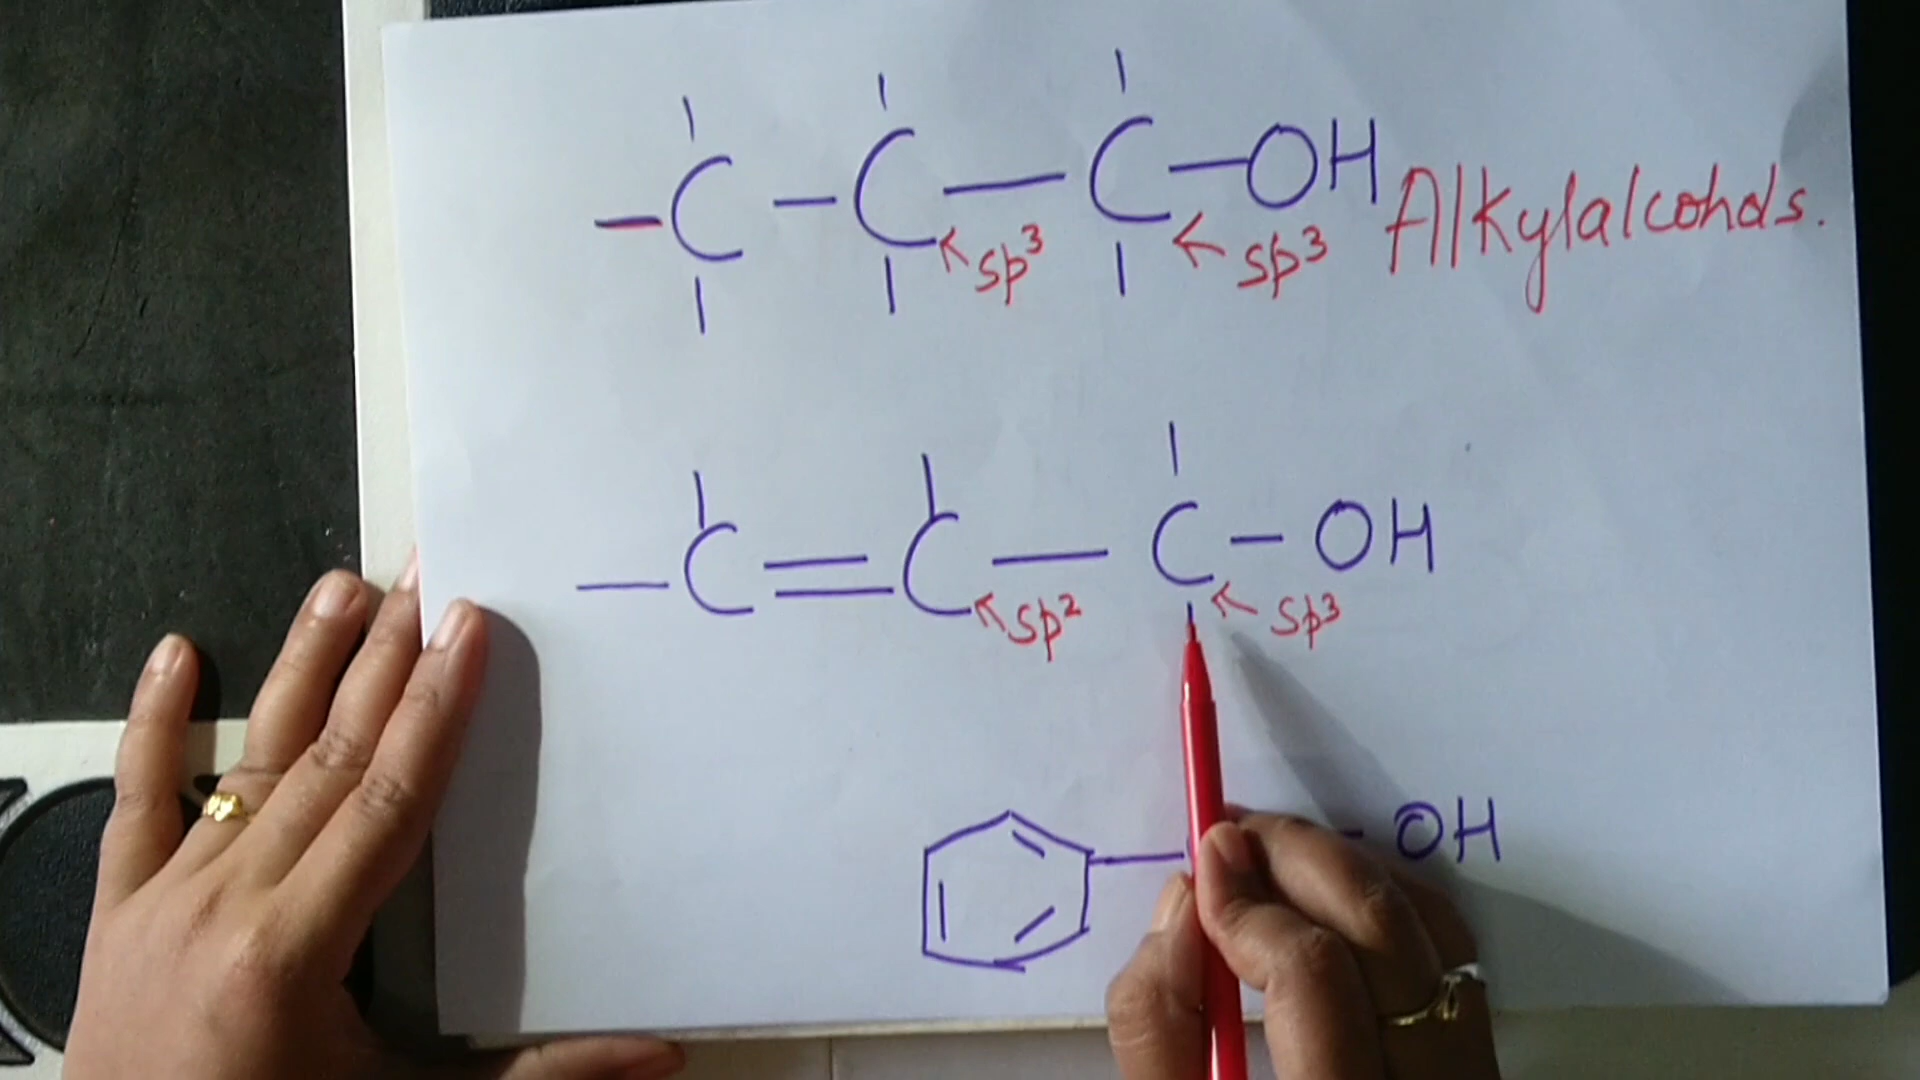 C - C - C - OH Alkylalcohols.
sp³ sp³
- C = C - C - OH
sp² sp³
OH